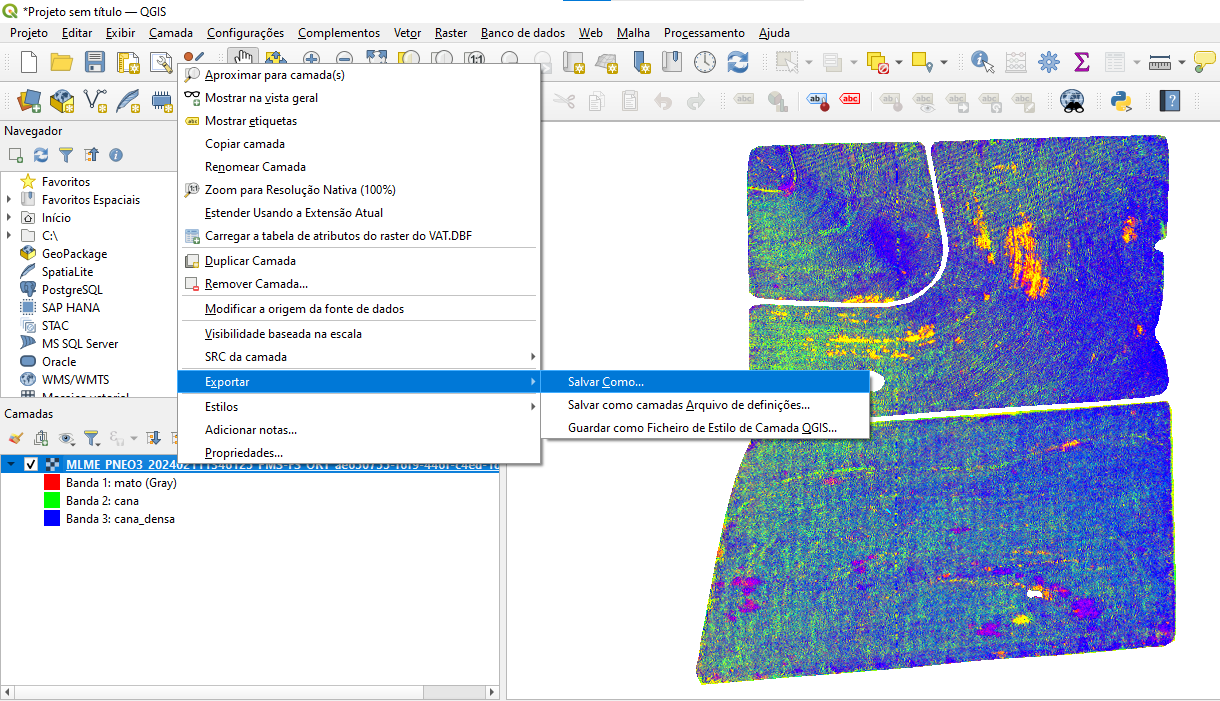 *Projeto sem título — QGIS
Projeto Editar Exibir Camada Configurações Complementos Vetor Raster Banco de dados Web Malha Processamento Ajuda
Navegador
Favoritos
Favoritos Espaciais
Início
C:\
GeoPackage
SpatiaLite
PostgreSQL
SAP HANA
STAC
MS SQL Server
Oracle
WMS/WMTS
Camadas
Banda 1: mato (Gray)
Banda 2: cana
Banda 3: cana_densa
Aproximar para camada(s)
Mostrar na vista geral
Mostrar etiquetas
Copiar camada
Renomear Camada
Zoom para Resolução Nativa (100%)
Estender Usando a Extensão Atual
Carregar a tabela de atributos do raster do VAT.DBF
Duplicar Camada
Remover Camada...
Modificar a origem da fonte de dados
Visibilidade baseada na escala
SRC da camada
Exportar
Estilos
Adicionar notas...
Propriedades...
Salvar Como...
Salvar como camadas Arquivo de definições...
Guardar como Ficheiro de Estilo de Camada QGIS...